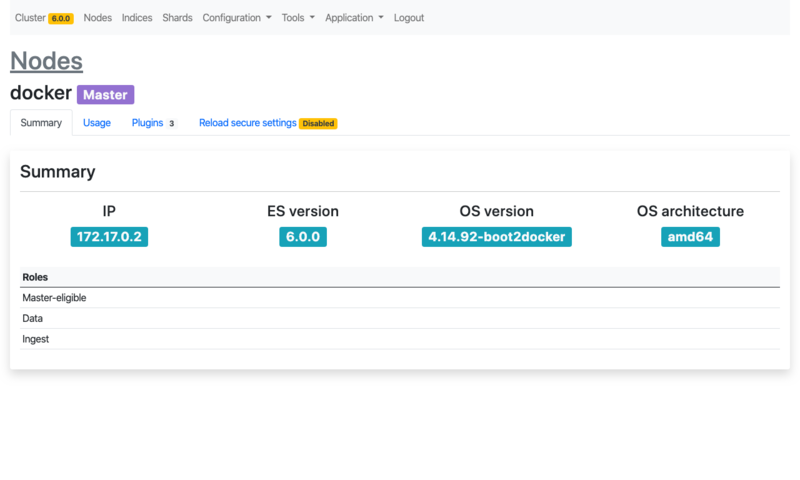 Cluster 6.0.0 Nodes Indices Shards Configuration Tools Application Logout
Nodes
docker Master
Summary Usage Plugins 3 Reload secure settings Disabled
Summary
IP ES version OS version OS architecture
172.17.0.2 6.0.0 4.14.92-boot2docker amd64
Roles
Master-eligible
Data
Ingest